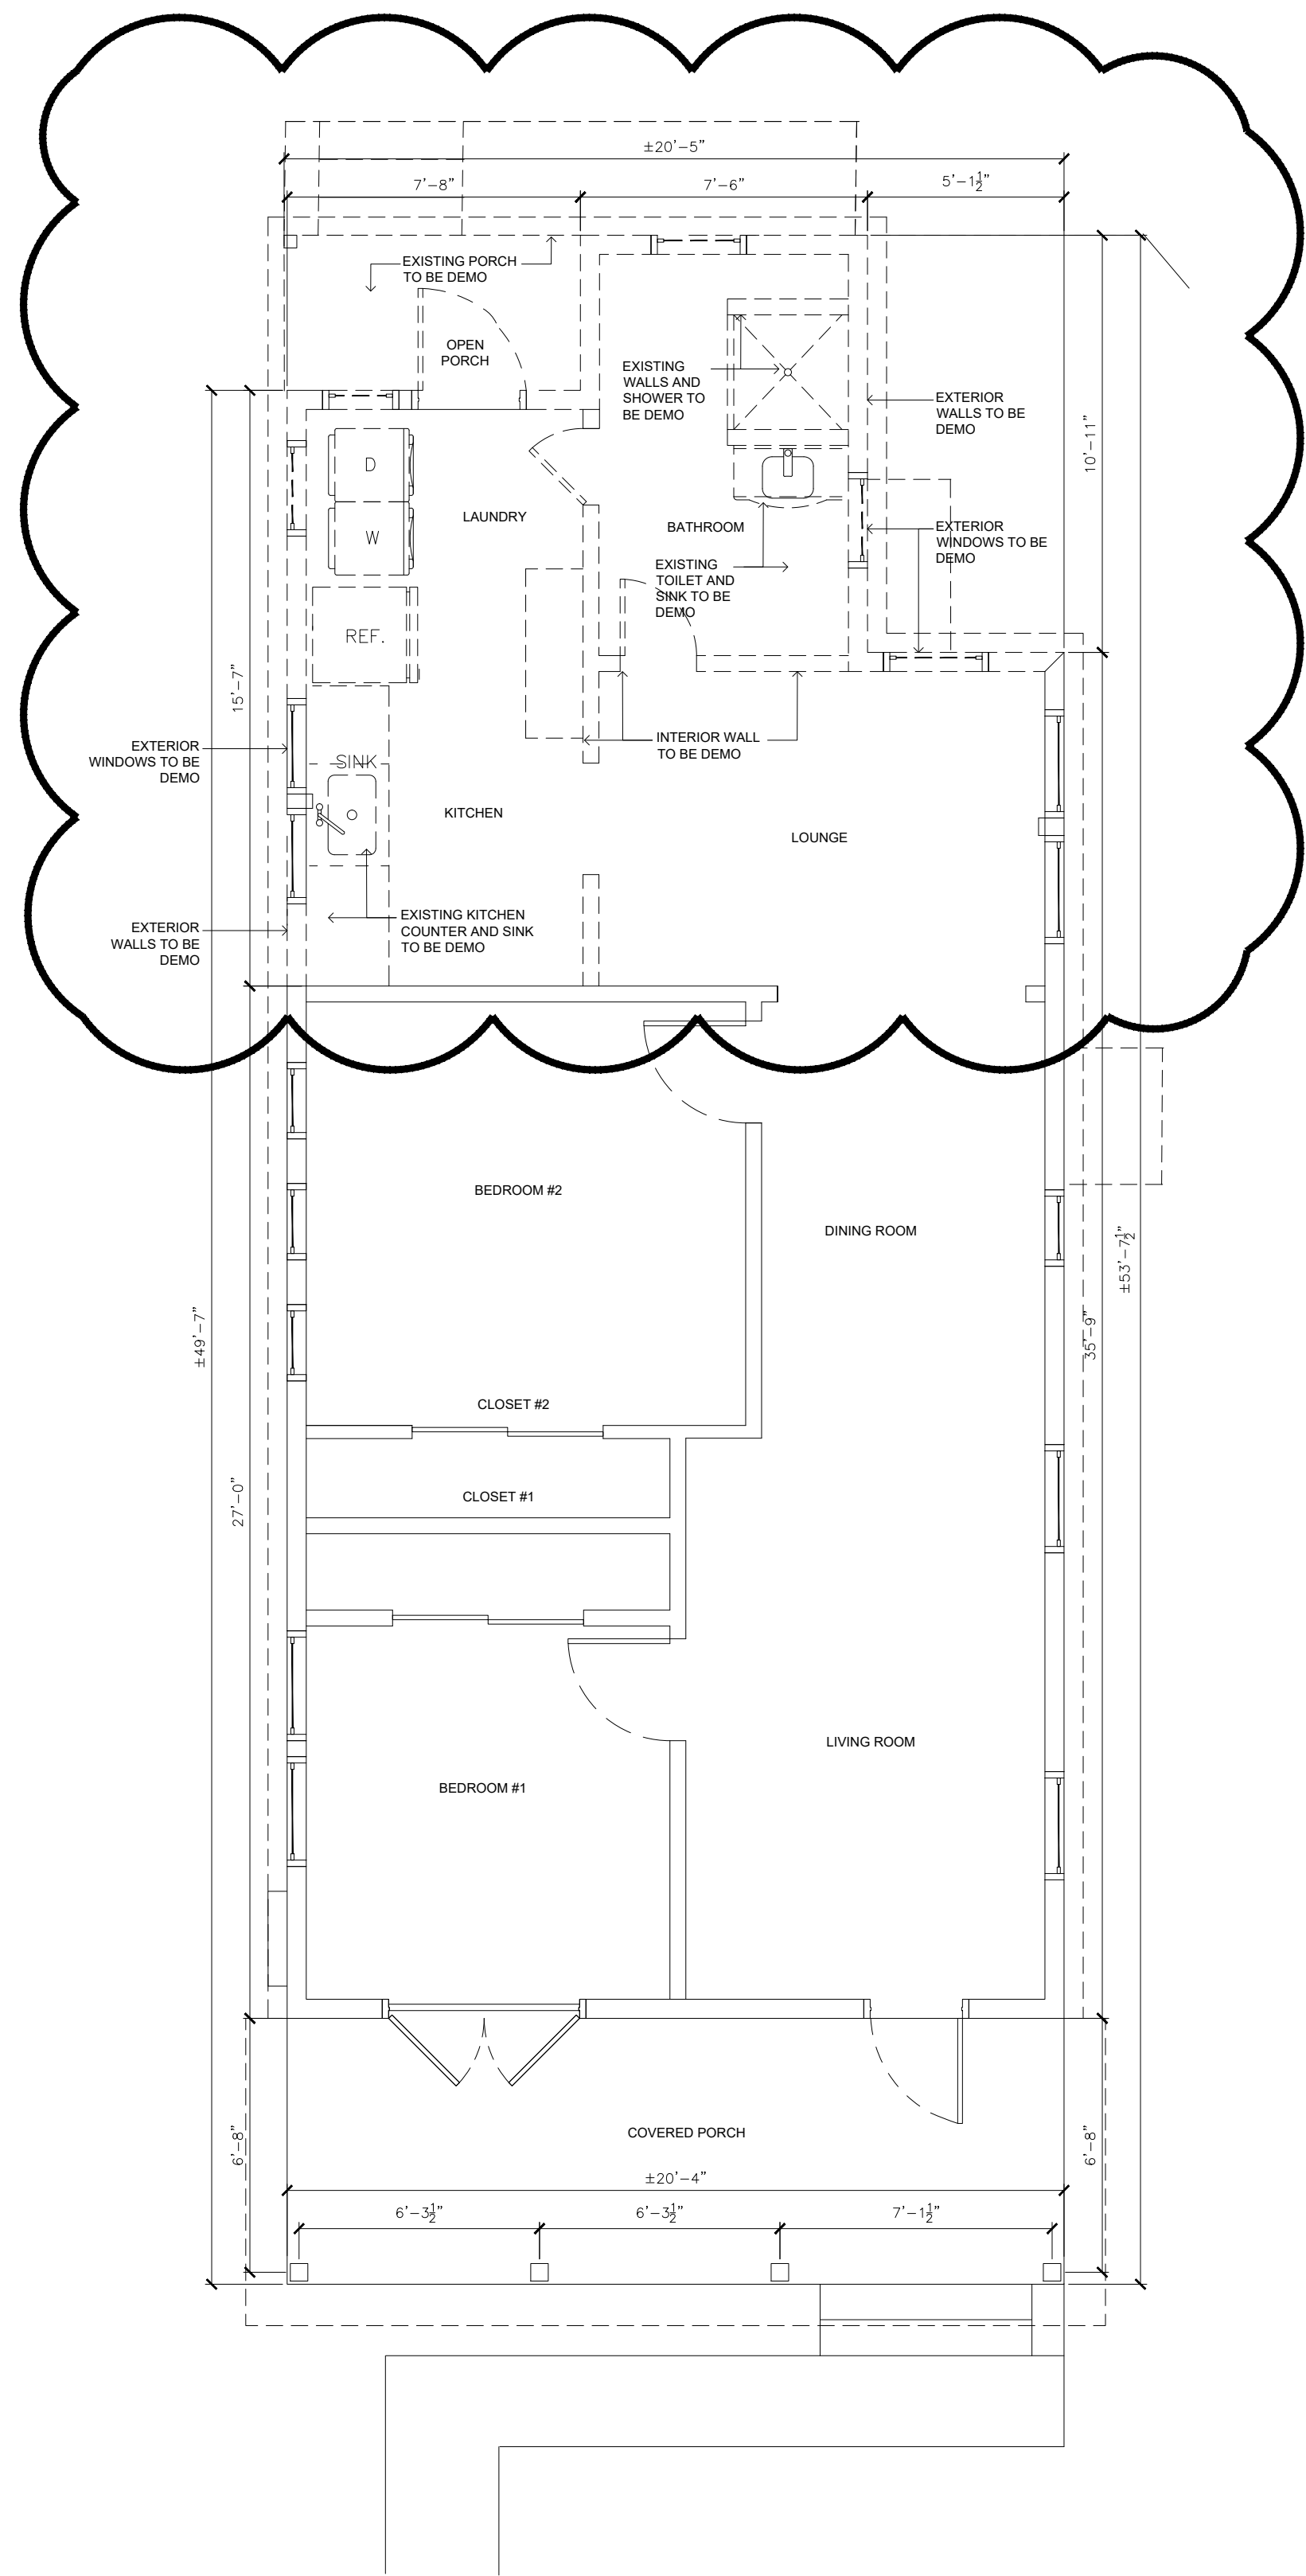 ±20'-5"
7'-8"
7'-6"
5'-1½"
EXISTING PORCH
TO BE DEMO
OPEN
PORCH
EXISTING
WALLS AND
SHOWER TO
BE DEMO
EXTERIOR
WALLS TO BE
DEMO
10'-11"
D
W
LAUNDRY
BATHROOM
EXTERIOR
WINDOWS TO BE
DEMO
EXISTING
TOILET AND
SINK TO BE
DEMO
REF.
15'-7"
EXTERIOR
WINDOWS TO BE
DEMO
INTERIOR WALL
TO BE DEMO
SINK
KITCHEN
LOUNGE
EXTERIOR
WALLS TO BE
DEMO
EXISTING KITCHEN
COUNTER AND SINK
TO BE DEMO
BEDROOM #2
DINING ROOM
±53'-7½"
±49'-7"
35'-9"
CLOSET #2
CLOSET #1
27'-0"
LIVING ROOM
BEDROOM #1
COVERED PORCH
6'-8"
6'-8"
±20'-4"
6'-3½"
6'-3½"
7'-1½"